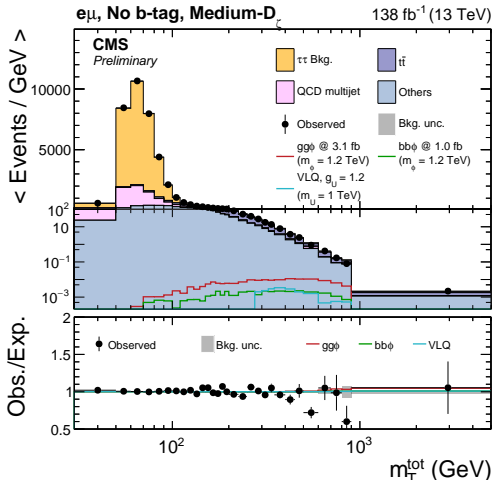 eμ, No b-tag, Medium-D_ζ
138 fb⁻¹ (13 TeV)
CMS
Preliminary
ττ Bkg.
tt̄
QCD multijet
Others
Observed
Bkg. unc.
ggϕ @ 3.1 fb
(m_ϕ = 1.2 TeV)
bbϕ @ 1.0 fb
(m_ϕ = 1.2 TeV)
VLQ, g_U = 1.2
(m_U = 1 TeV)
< Events / GeV >
10000
5000
10²
10
10⁻¹
10⁻³
Observed
Bkg. unc.
ggϕ
bbϕ
VLQ
Obs./Exp.
2
1.5
1
0.5
10²
10³
m_T^tot (GeV)